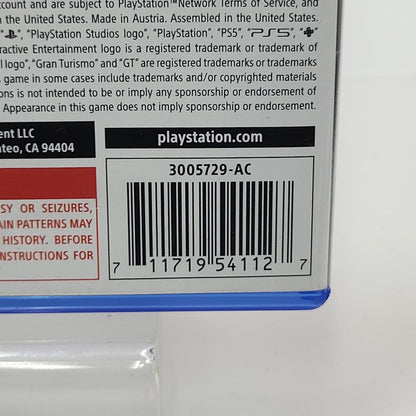 ccount and are subject to PlayStation™Network Terms of Service, and
n the United States. Made in Austria. Assembled in the United States.
", "PlayStation Studios logo", "PlayStation", "PS5", "PS5", "
ractive Entertainment logo is a registered trademark or trademark of
l logo", "Gran Turismo" and "GT" are registered trademarks or trademarks
s game in some cases include trademarks and/or copyrighted materials
ons is not intended to be or imply any sponsorship or endorsement of
Appearance in this game does not imply sponsorship or endorsement.
ent LLC
teo, CA 94404
playstation.com
3005729-AC
SY OR SEIZURES,
AIN PATTERNS MAY
HISTORY. BEFORE
NSTRUCTIONS FOR
7 11719 54112 7